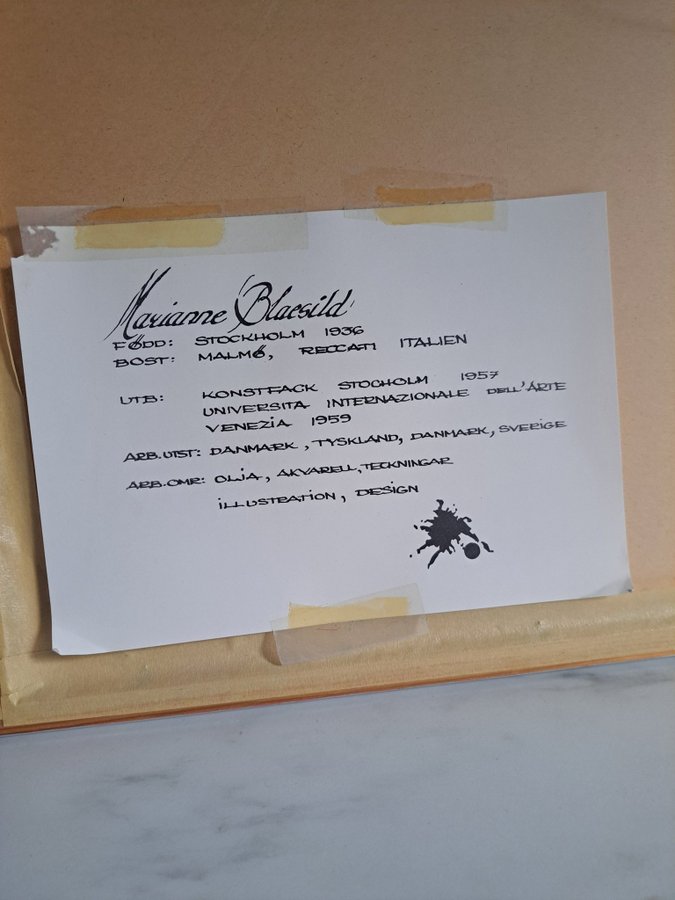 Marianne Blaesild
FÖDD: STOCKHOLM 1936
BOST: MALMÖ, RECCATI ITALIEN
UTB: KONSTFACK STOCHOLM 1957
UNIVERSITA INTERNAZIONALE DELL'ARTE
VENEZIA 1959
ARB.UTST: DANMARK, TYSKLAND, DANMARK, SVERIGE
ARB.OMR: OLJA, AKVARELL, TECKNINGAR
ILLUSTRATION, DESIGN